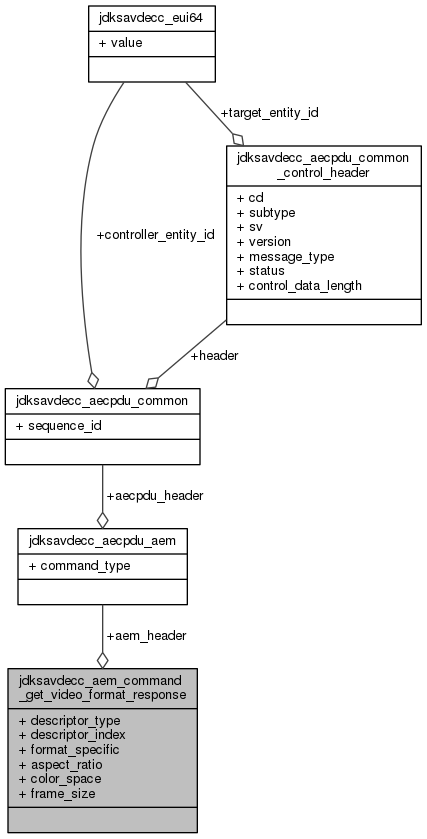 jdksavdecc_eui64
+ value
+target_entity_id
jdksavdecc_aecpdu_common
_control_header
+ cd
+ subtype
+ sv
+ version
+ message_type
+ status
+ control_data_length
+controller_entity_id
+header
jdksavdecc_aecpdu_common
+ sequence_id
+aecpdu_header
jdksavdecc_aecpdu_aem
+ command_type
+aem_header
jdksavdecc_aem_command
_get_video_format_response
+ descriptor_type
+ descriptor_index
+ format_specific
+ aspect_ratio
+ color_space
+ frame_size